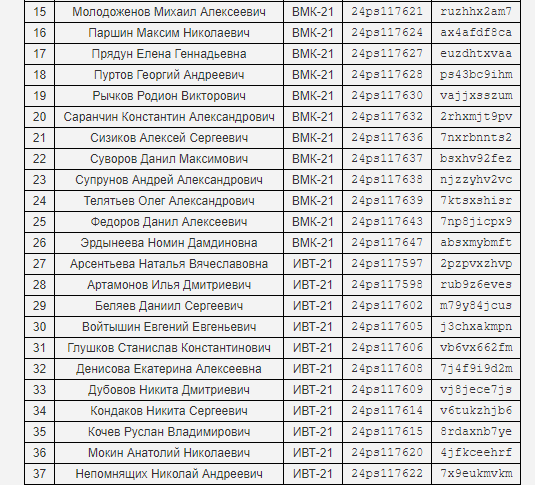 15 Молодоженов Михаил Алексеевич ВМК-21 24ps117621 ruzhhx2am7
16 Паршин Максим Николаевич ВМК-21 24ps117624 ax4afdf8ca
17 Прядун Елена Геннадьевна ВМК-21 24ps117627 euzdhtxvaa
18 Пуртов Георгий Андреевич ВМК-21 24ps117628 ps43bc9ihm
19 Рычков Родион Викторович ВМК-21 24ps117630 vajjxsszum
20 Саранчин Константин Александрович ВМК-21 24ps117632 2rhxmjt9pv
21 Сизиков Алексей Сергеевич ВМК-21 24ps117636 7nxrbnnts2
22 Суворов Данил Максимович ВМК-21 24ps117637 bsxhv92fez
23 Супрунов Андрей Александрович ВМК-21 24ps117638 njzzyhv2vc
24 Телятьев Олег Александрович ВМК-21 24ps117639 7ktsxshisr
25 Федоров Данил Алексеевич ВМК-21 24ps117643 7np8jicpx9
26 Эрдынеева Номин Дамдиновна ВМК-21 24ps117647 absxmybmft
27 Арсентьева Наталья Вячеславовна ИВТ-21 24ps117597 2pzpvxzhvp
28 Артамонов Илья Дмитриевич ИВТ-21 24ps117598 rub9z6eves
29 Беляев Даниил Сергеевич ИВТ-21 24ps117602 m79y84jcus
30 Войтышин Евгений Евгеньевич ИВТ-21 24ps117605 j3chxakmpn
31 Глушков Станислав Константинович ИВТ-21 24ps117606 vb6vx662fm
32 Денисова Екатерина Алексеевна ИВТ-21 24ps117608 7j4f9i9d2m
33 Дубовов Никита Дмитриевич ИВТ-21 24ps117609 vj8jece7js
34 Кондаков Никита Сергеевич ИВТ-21 24ps117614 v6tukzhjb6
35 Кочев Руслан Владимирович ИВТ-21 24ps117615 8rdaxnb7ye
36 Мокин Анатолий Николаевич ИВТ-21 24ps117620 4jfkceehrf
37 Непомнящих Николай Андреевич ИВТ-21 24ps117622 7x9eukmvkm